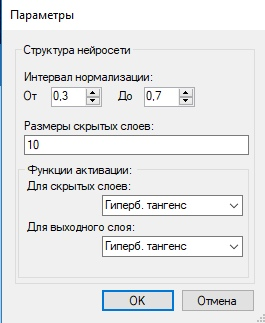 Параметры
Структура нейросети
Интервал нормализации:
От 0,3 До 0,7
Размеры скрытых слоев:
10
Функции активации:
Для скрытых слоев:
Гиперб. тангенс
Для выходного слоя:
Гиперб. тангенс
OK Отмена